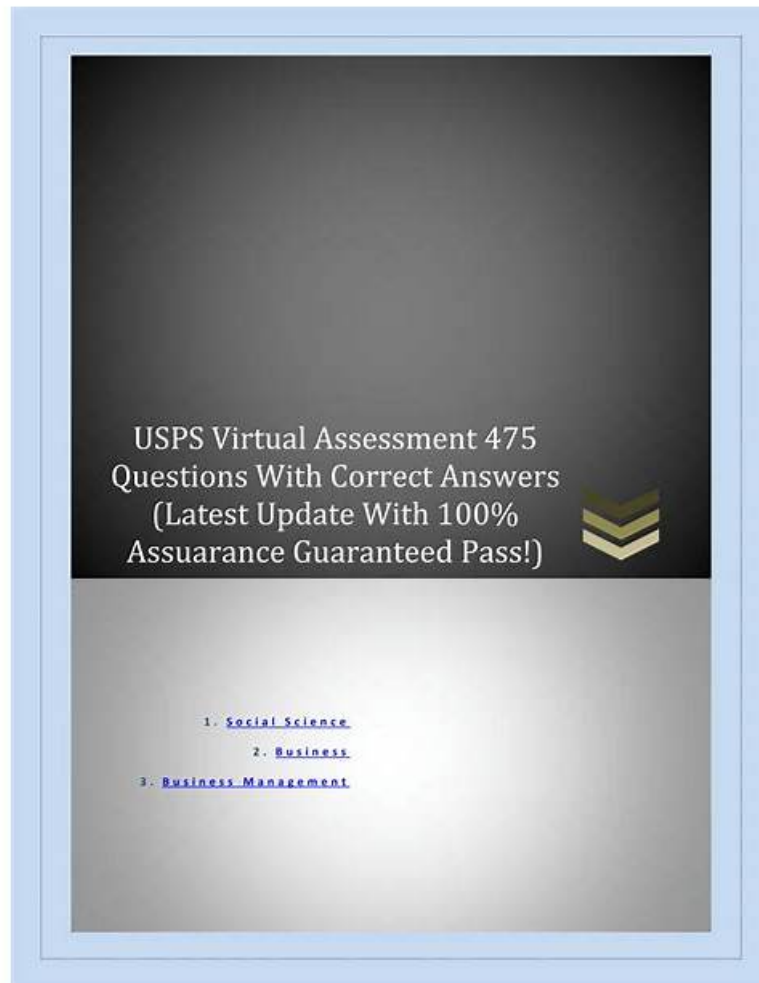 USPS Virtual Assessment 475
Questions With Correct Answers
(Latest Update With 100%
Assuarance Guaranteed Pass!)
1. Social Science
2. Business
3. Business Management